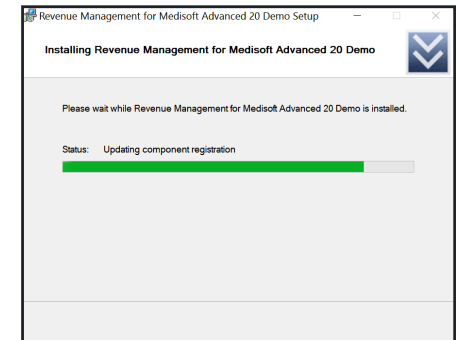 Revenue Management for Medisoft Advanced 20 Demo Setup
Installing Revenue Management for Medisoft Advanced 20 Demo
Please wait while Revenue Management for Medisoft Advanced 20 Demo is installed.
Status: Updating component registration